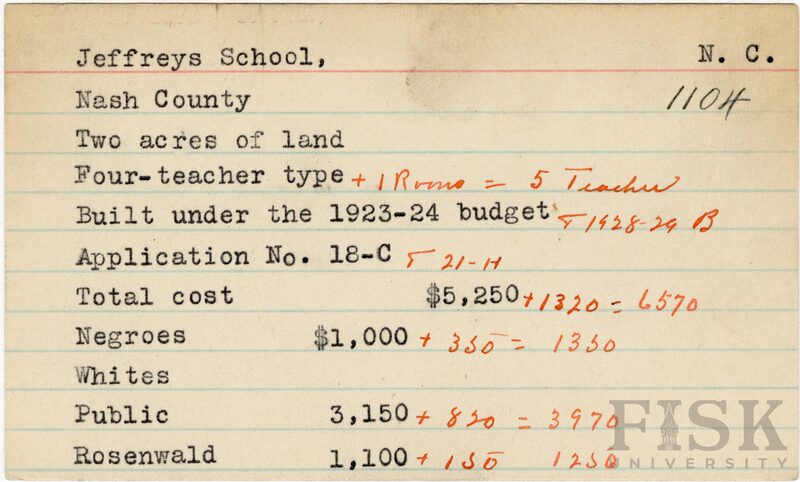 Jeffreys School, N. C.
Nash County 1104
Two acres of land
Four-teacher type + 1 Room = 5 Teacher
Built under the 1923-24 budget + 1928-29 B
Application No. 18-C + 21-H
Total cost $5,250 + 1320 = 6570
Negroes $1,000 + 350 = 1350
Whites
Public 3,150 + 820 = 3970
Rosenwald 1,100 + 150 1250
FISK
UNIVERSITY